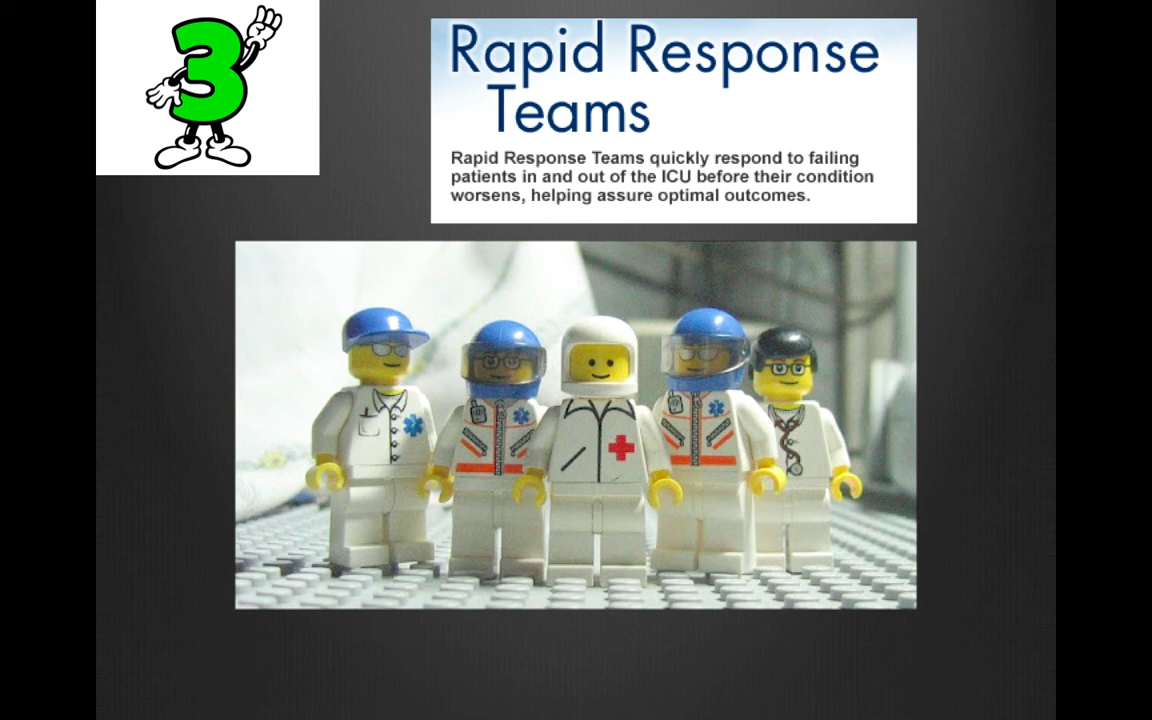 3
Rapid Response
Teams
Rapid Response Teams quickly respond to failing
patients in and out of the ICU before their condition
worsens, helping assure optimal outcomes.